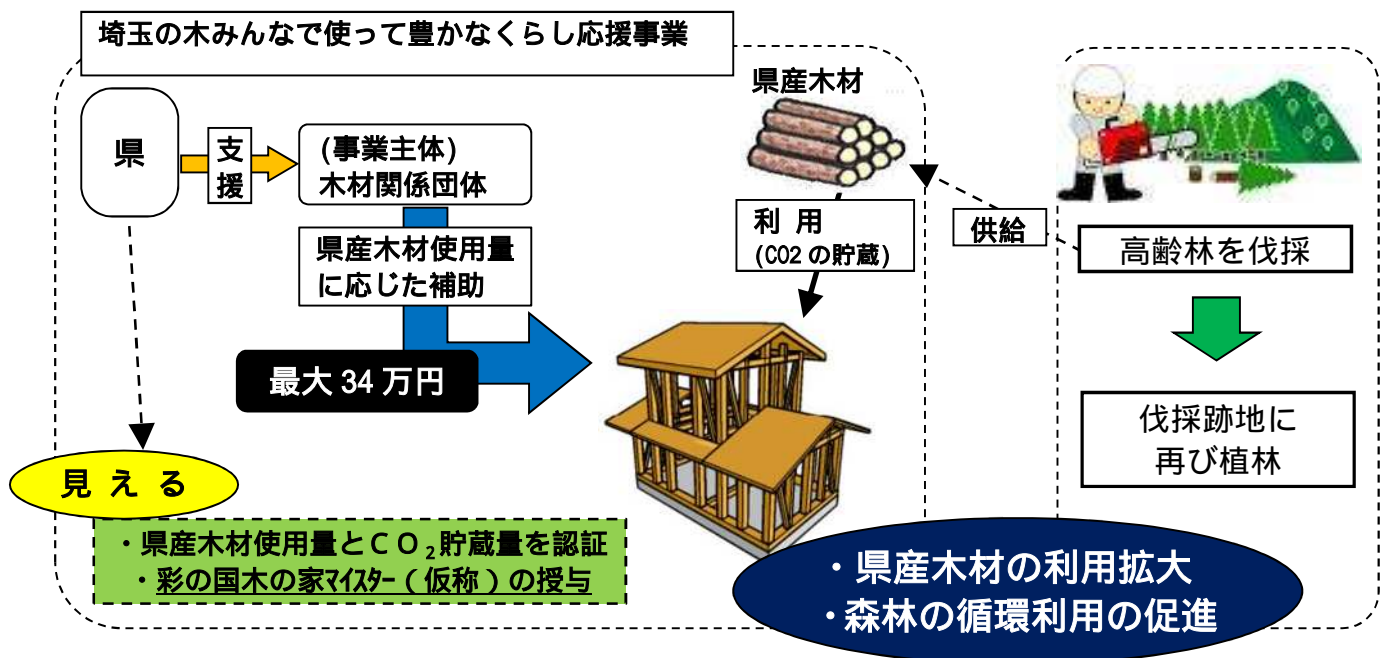 埼玉の木みんなで使って豊かなくらし応援事業
県
支
援
(事業主体)
木材関係団体
県産木材使用量
に応じた補助
最大 34 万円
県産木材
利 用
(CO2 の貯蔵)
供給
高齢林を伐採
伐採跡地に
再び植林
見 え る
・県産木材使用量とＣＯ₂貯蔵量を認証
・彩の国木の家ﾏｲｽﾀｰ（仮称）の授与
・県産木材の利用拡大
・森林の循環利用の促進